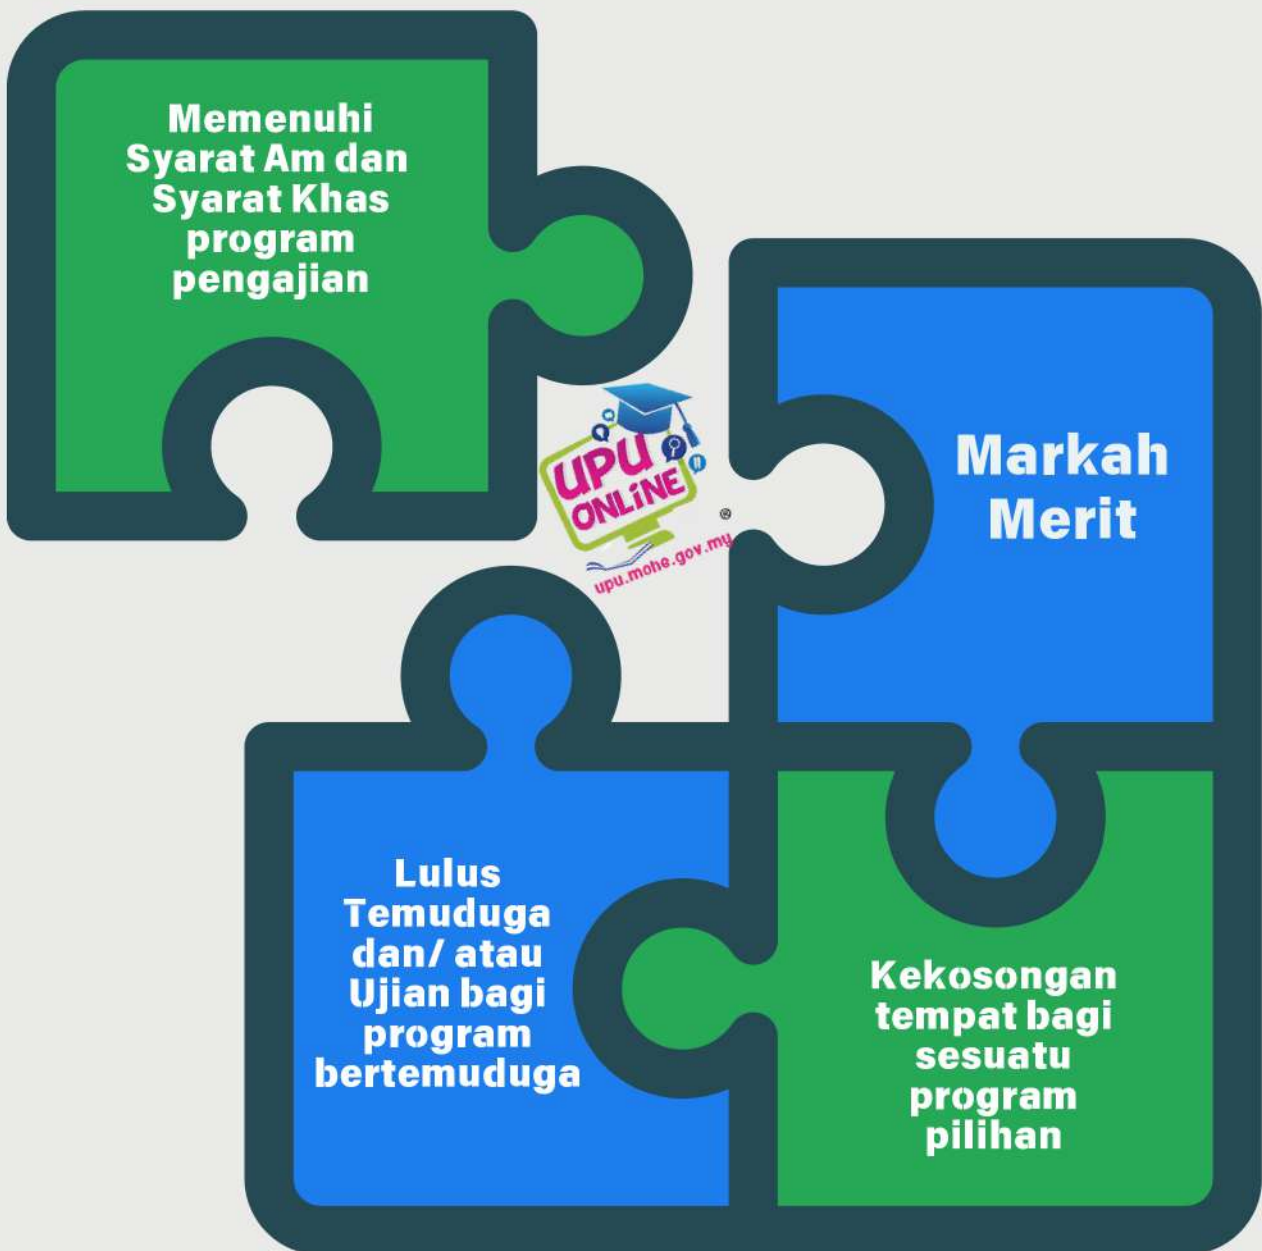 Memenuhi
Syarat Am dan
Syarat Khas
program
pengajian
UPU
ONLiNE
®
upu.mohe.gov.my
Markah
Merit
Lulus
Temuduga
dan/ atau
Ujian bagi
program
bertemuduga
Kekosongan
tempat bagi
sesuatu
program
pilihan